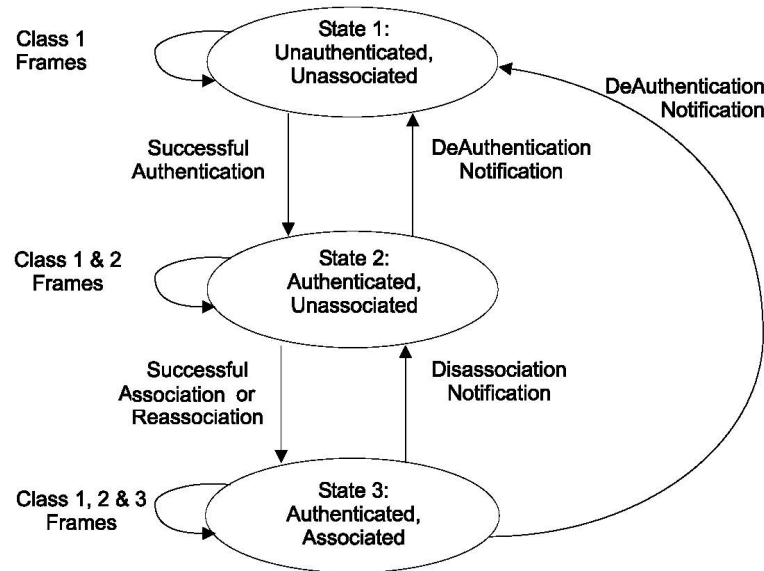 Class 1
Frames
State 1:
Unauthenticated,
Unassociated
DeAuthentication
Notification
Successful
Authentication
DeAuthentication
Notification
Class 1 & 2
Frames
State 2:
Authenticated,
Unassociated
Successful
Association or
Reassociation
Disassociation
Notification
Class 1, 2 & 3
Frames
State 3:
Authenticated,
Associated